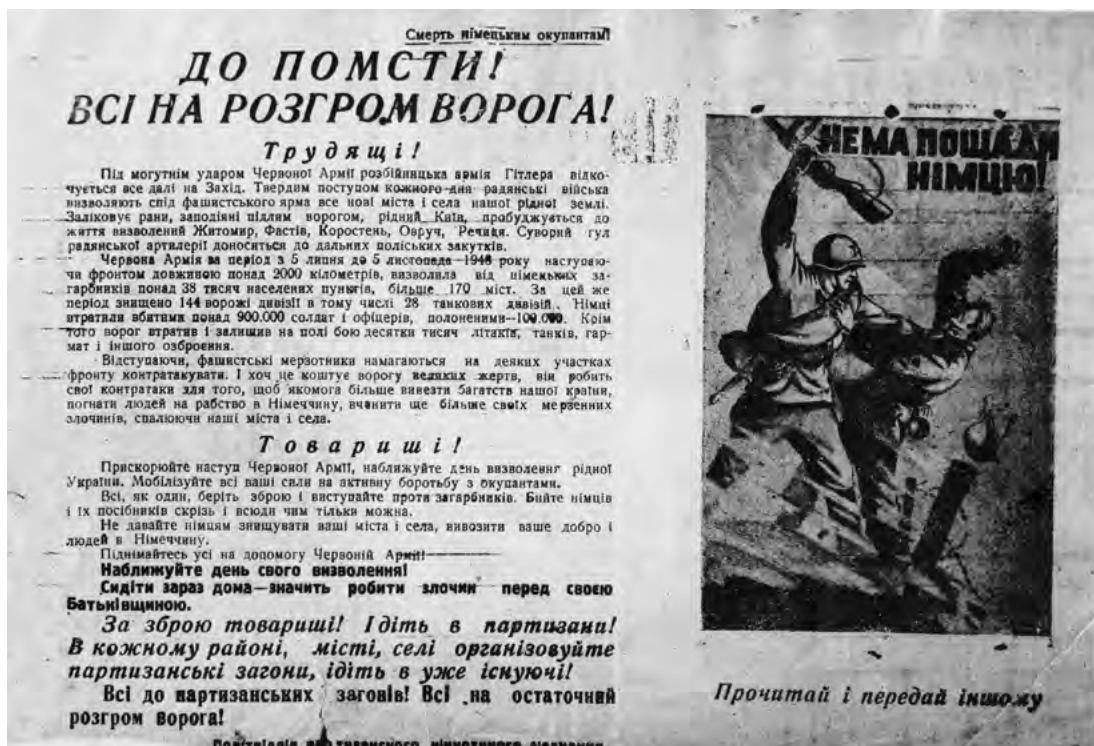 Смерть німецьким окупантам!
ДО ПОМСТИ!
ВСІ НА РОЗГРОМ ВОРОГА!
Трудящі!
Під могутнім ударом Червоної Армії розбійницька армія Гітлера відко-
чується все далі на Захід. Твердим поступом кожного дня радянські війська
визволяють спід фашистського ярма все нові міста і села нашої рідної землі.
Заліковує рани, заподіяні підлим ворогом, рідний Київ, пробуджується до
життя визволений Житомир, Фастів, Коростень, Овруч, Речиця. Суворий гул
радянської артилерії доноситься до дальних поліських закутків.
Червона Армія за період з 5 липня до 5 листопада 1943 року наступаю-
чи фронтом довжиною понад 2000 кілометрів, визволила від німецьких за-
гарбників понад 38 тисяч населених пунктів, більше 170 міст. За цей же
період знищено 144 ворожі дивізії в тому числі 28 танкових дивізій. Німці
втратили вбитими понад 900.000 солдат і офіцерів, полоненими—100.000. Крім
того ворог втратив і залишив на полі бою десятки тисяч літаків, танків, гар-
мат і іншого озброєння.
Відступаючи, фашистські мерзотники намагаються на деяких участках
фронту контратакувати. І хоч це коштує ворогу великих жертв, він робить
свої контратаки для того, щоб якомога більше вивезти багатств нашої країни,
погнати людей на рабство в Німеччину, вчинити ще більше своїх мерзенних
злочинів, спалюючи наші міста і села.
Товариші!
Прискорюйте наступ Червоної Армії, наближуйте день визволення рідної
України. Мобілізуйте всі ваші сили на активну боротьбу з окупантами.
Всі, як один, беріть зброю і виступайте проти загарбників. Бийте німців
і їх посібників скрізь і всюди чим тільки можна.
Не давайте німцям знищувати ваші міста і села, вивозити ваше добро і
людей в Німеччину.
Піднімайтесь усі на допомогу Червоній Армії!
Наближуйте день свого визволення!
Сидіти зараз дома—значить робити злочин перед своєю
Батьківщиною.
За зброю товариші! Ідіть в партизани!
В кожному районі, місті, селі організовуйте
партизанські загони, ідіть в уже існуючі!
Всі до партизанських загонів! Всі на остаточний
розгром ворога!
НЕМА ПОЩАДИ
НІМЦЮ!
Прочитай і передай іншому